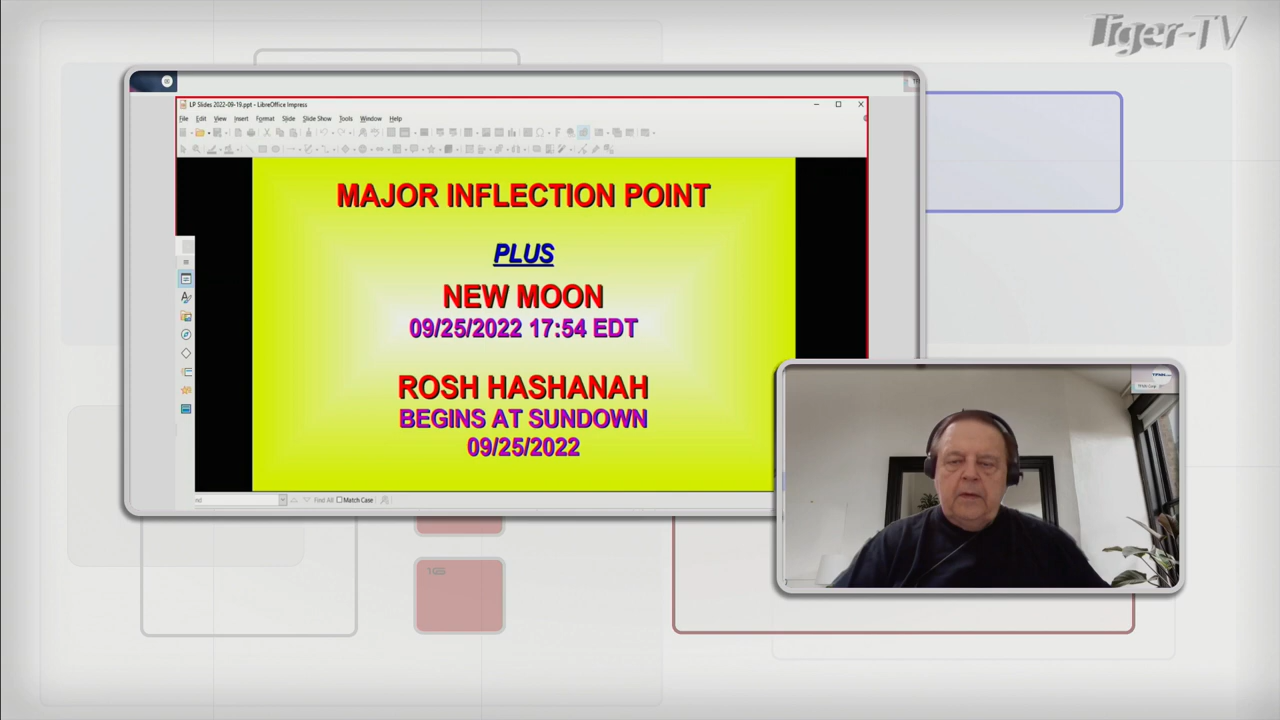 Tiger-TV
LP Slides 2022-09-19.ppt - LibreOffice Impress
File Edit View Insert Format Slide Slide Show Tools Window Help
MAJOR INFLECTION POINT
PLUS
NEW MOON
09/25/2022 17:54 EDT
ROSH HASHANAH
BEGINS AT SUNDOWN
09/25/2022
Find All Match Case